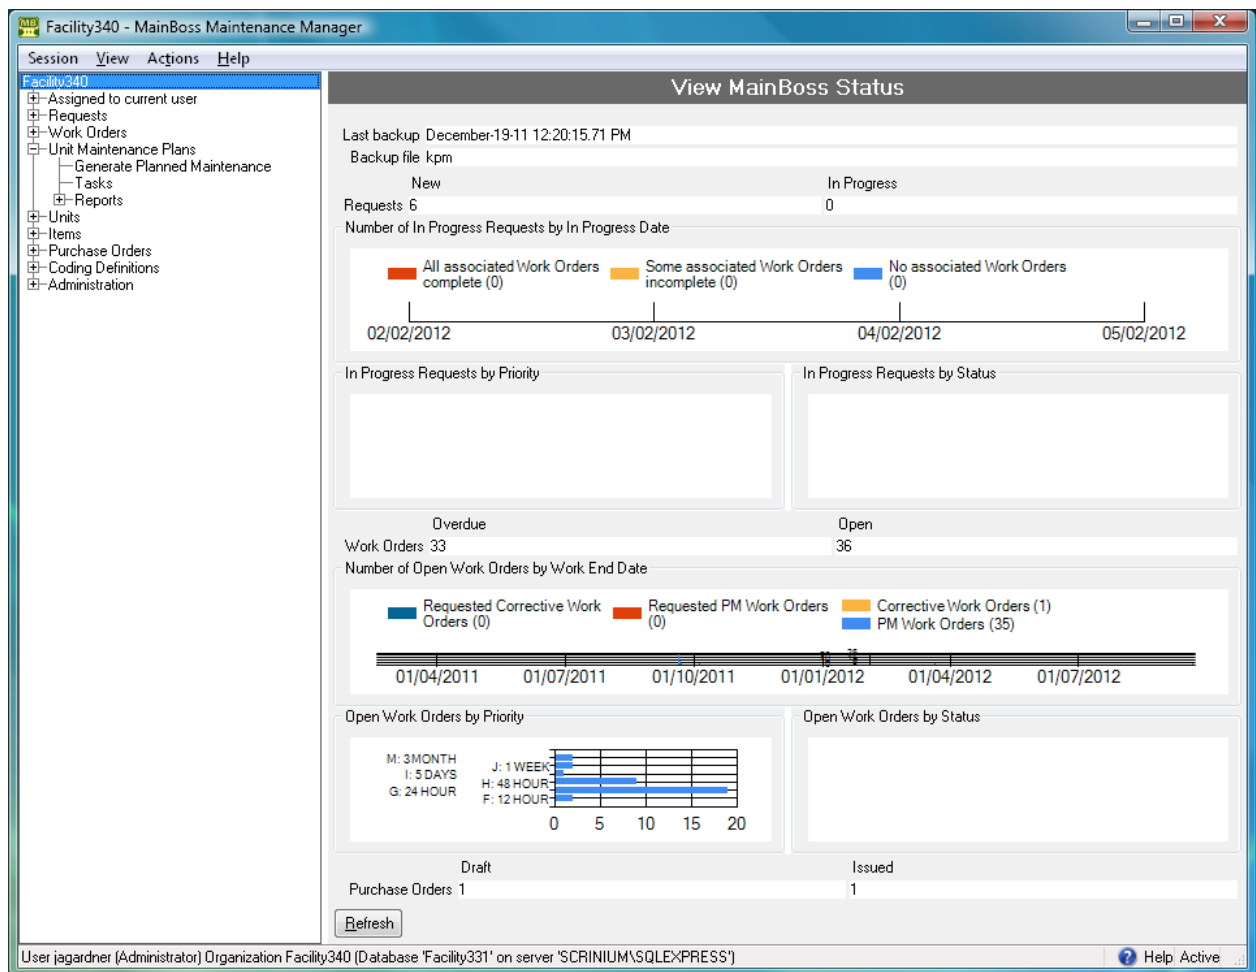 Facility340 - MainBoss Maintenance Manager
Session View Actions Help
Facility340
Assigned to current user
Requests
Work Orders
Unit Maintenance Plans
Generate Planned Maintenance
Tasks
Reports
Units
Items
Purchase Orders
Coding Definitions
Administration
View MainBoss Status
Last backup December-19-11 12:20:15.71 PM
Backup file kpm
New In Progress
Requests 6 0
Number of In Progress Requests by In Progress Date
All associated Work Orders complete (0) Some associated Work Orders incomplete (0) No associated Work Orders (0)
02/02/2012 03/02/2012 04/02/2012 05/02/2012
In Progress Requests by Priority In Progress Requests by Status
Overdue Open
Work Orders 33 36
Number of Open Work Orders by Work End Date
Requested Corrective Work Orders (0) Requested PM Work Orders (0) Corrective Work Orders (1)
PM Work Orders (35)
01/04/2011 01/07/2011 01/10/2011 01/01/2012 01/04/2012 01/07/2012
Open Work Orders by Priority Open Work Orders by Status
M: 3MONTH
J: 1 WEEK
I: 5 DAYS
H: 48 HOUR
G: 24 HOUR
F: 12 HOUR
0 5 10 15 20
Draft Issued
Purchase Orders 1 1
Refresh
User jagardner (Administrator) Organization Facility340 (Database 'Facility331' on server 'SCRINIUM\SQLEXPRESS') Help Active